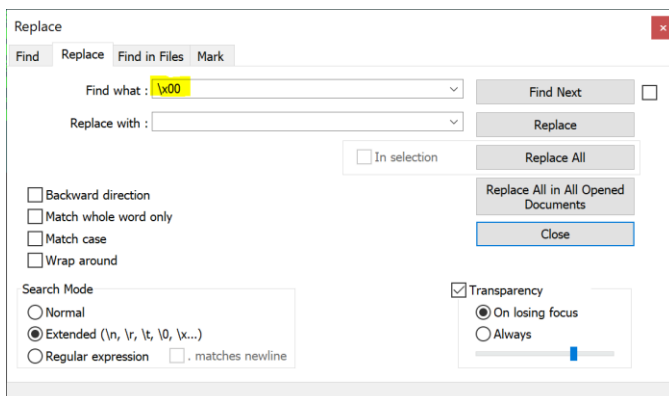 Replace
x
Find Replace Find in Files Mark
Find what : \x00
Find Next
Replace with :
Replace
In selection
Replace All
Replace All in All Opened
Documents
Close
Backward direction
Match whole word only
Match case
Wrap around
Search Mode
Normal
Extended (\n, \r, \t, \0, \x...)
Regular expression
. matches newline
Transparency
On losing focus
Always